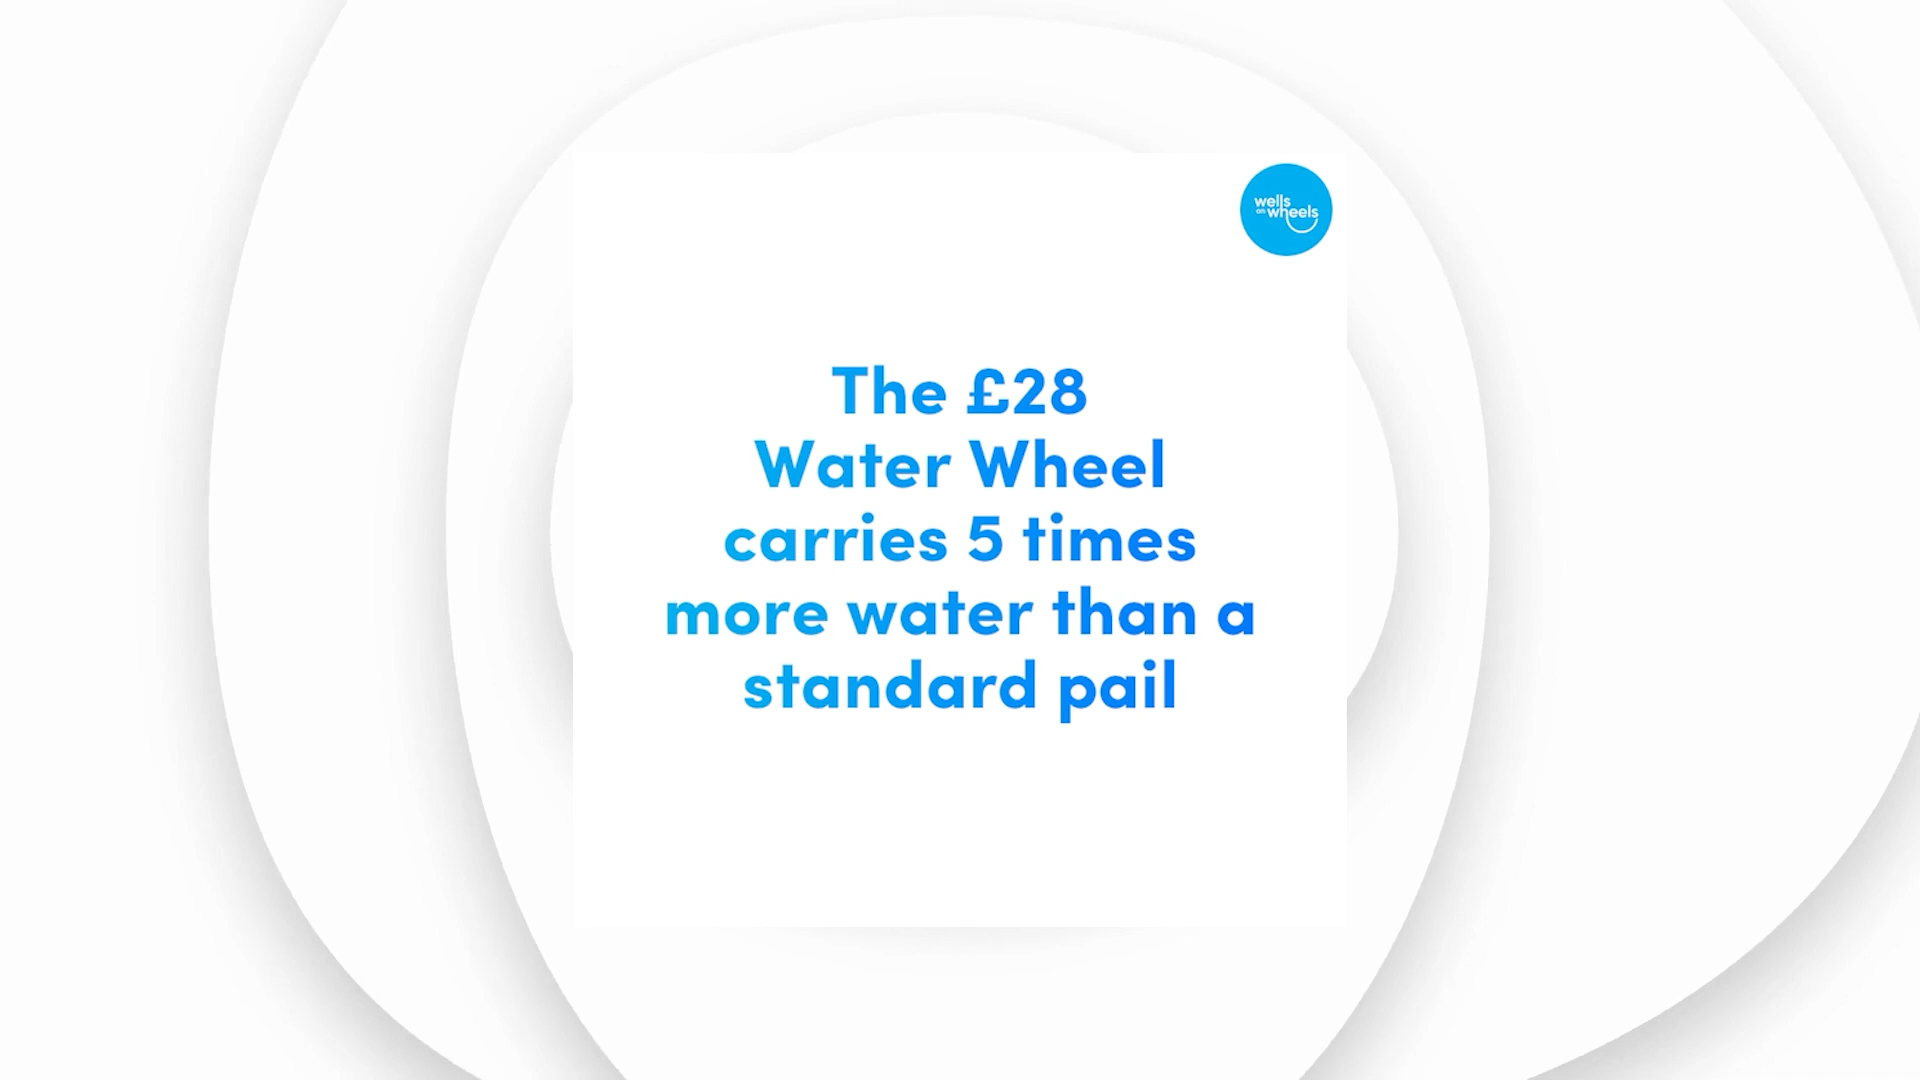 wells
on wheels
The £28
Water Wheel
carries 5 times
more water than a
standard pail